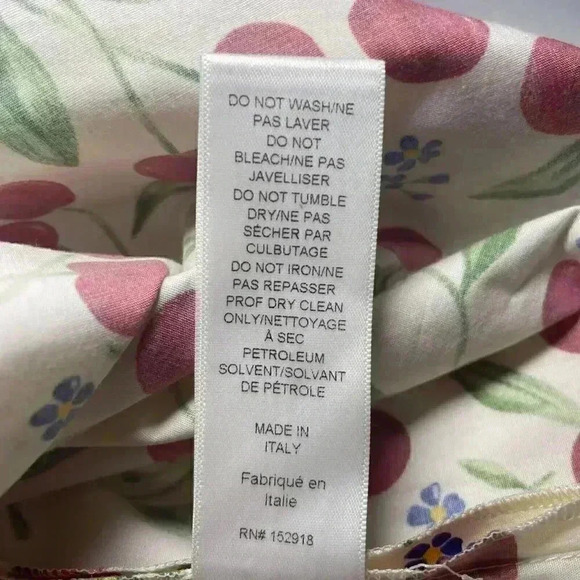 DO NOT WASH/NE
PAS LAVER
DO NOT
BLEACH/NE PAS
JAVELLISER
DO NOT TUMBLE
DRY/NE PAS
SÉCHER PAR
CULBUTAGE
DO NOT IRON/NE
PAS REPASSER
PROF DRY CLEAN
ONLY/NETTOYAGE
À SEC
PETROLEUM
SOLVENT/SOLVANT
DE PÉTROLE
MADE IN
ITALY
Fabriqué en
Italie
RN# 152918